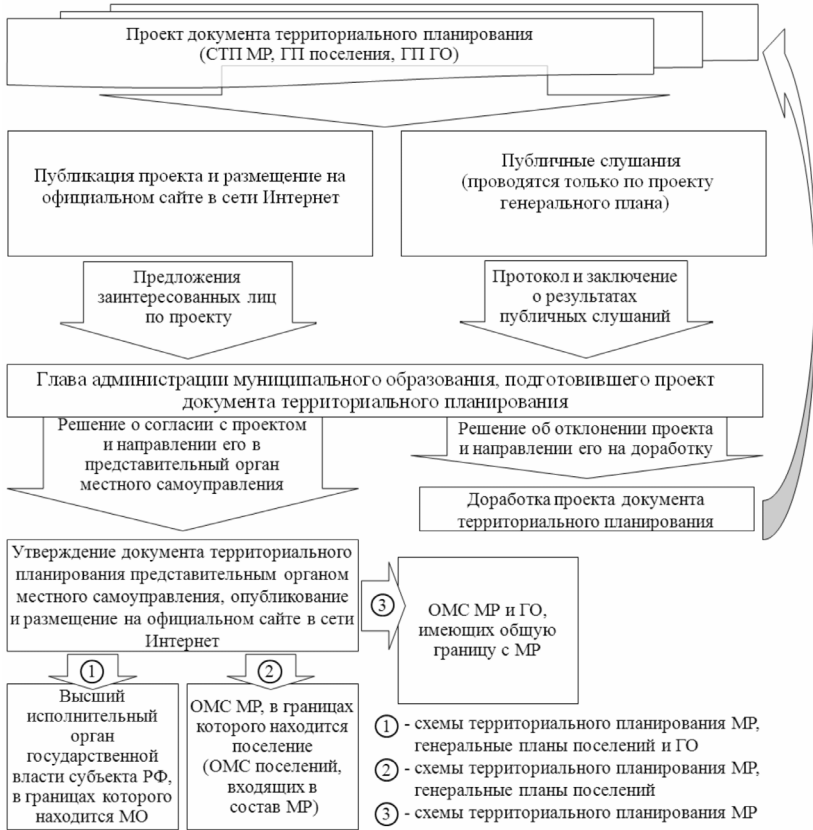 Проект документа территориального планирования
(СТП МР, ГП поселения, ГП ГО)
Публикация проекта и размещение на
официальном сайте в сети Интернет
Публичные слушания
(проводятся только по проекту
генерального плана)
Предложения
заинтересованных лиц
по проекту
Протокол и заключение
о результатах
публичных слушаний
Глава администрации муниципального образования, подготовившего проект
документа территориального планирования
Решение о согласии с проектом
и направлении его в
представительный орган
местного самоуправления
Решение об отклонении проекта
и направлении его на доработку
Доработка проекта документа
территориального планирования
Утверждение документа территориального
планирования представительным органом
местного самоуправления, опубликование
и размещение на официальном сайте в сети
Интернет
3
ОМС МР и ГО,
имеющих общую
границу с МР
1
2
Высший
исполнительный
орган
государственной
власти субъекта РФ,
в границах которого
находится МО
ОМС МР, в границах
которого находится
поселение
(ОМС поселений,
входящих в
состав МР)
1 - схемы территориального планирования МР,
генеральные планы поселений и ГО
2 - схемы территориального планирования МР,
генеральные планы поселений
3 - схемы территориального планирования МР